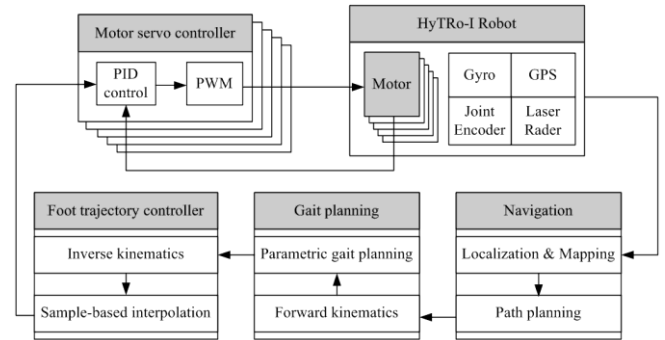 Motor servo controller
PID
control
PWM
HyTRo-I Robot
Motor
Gyro
GPS
Joint
Encoder
Laser
Rader
Foot trajectory controller
Inverse kinematics
Sample-based interpolation
Gait planning
Parametric gait planning
Forward kinematics
Navigation
Localization & Mapping
Path planning